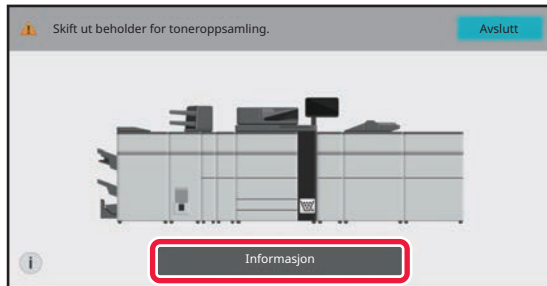 Skift ut beholder for toneroppsamling.
Avslutt
i
Informasjon